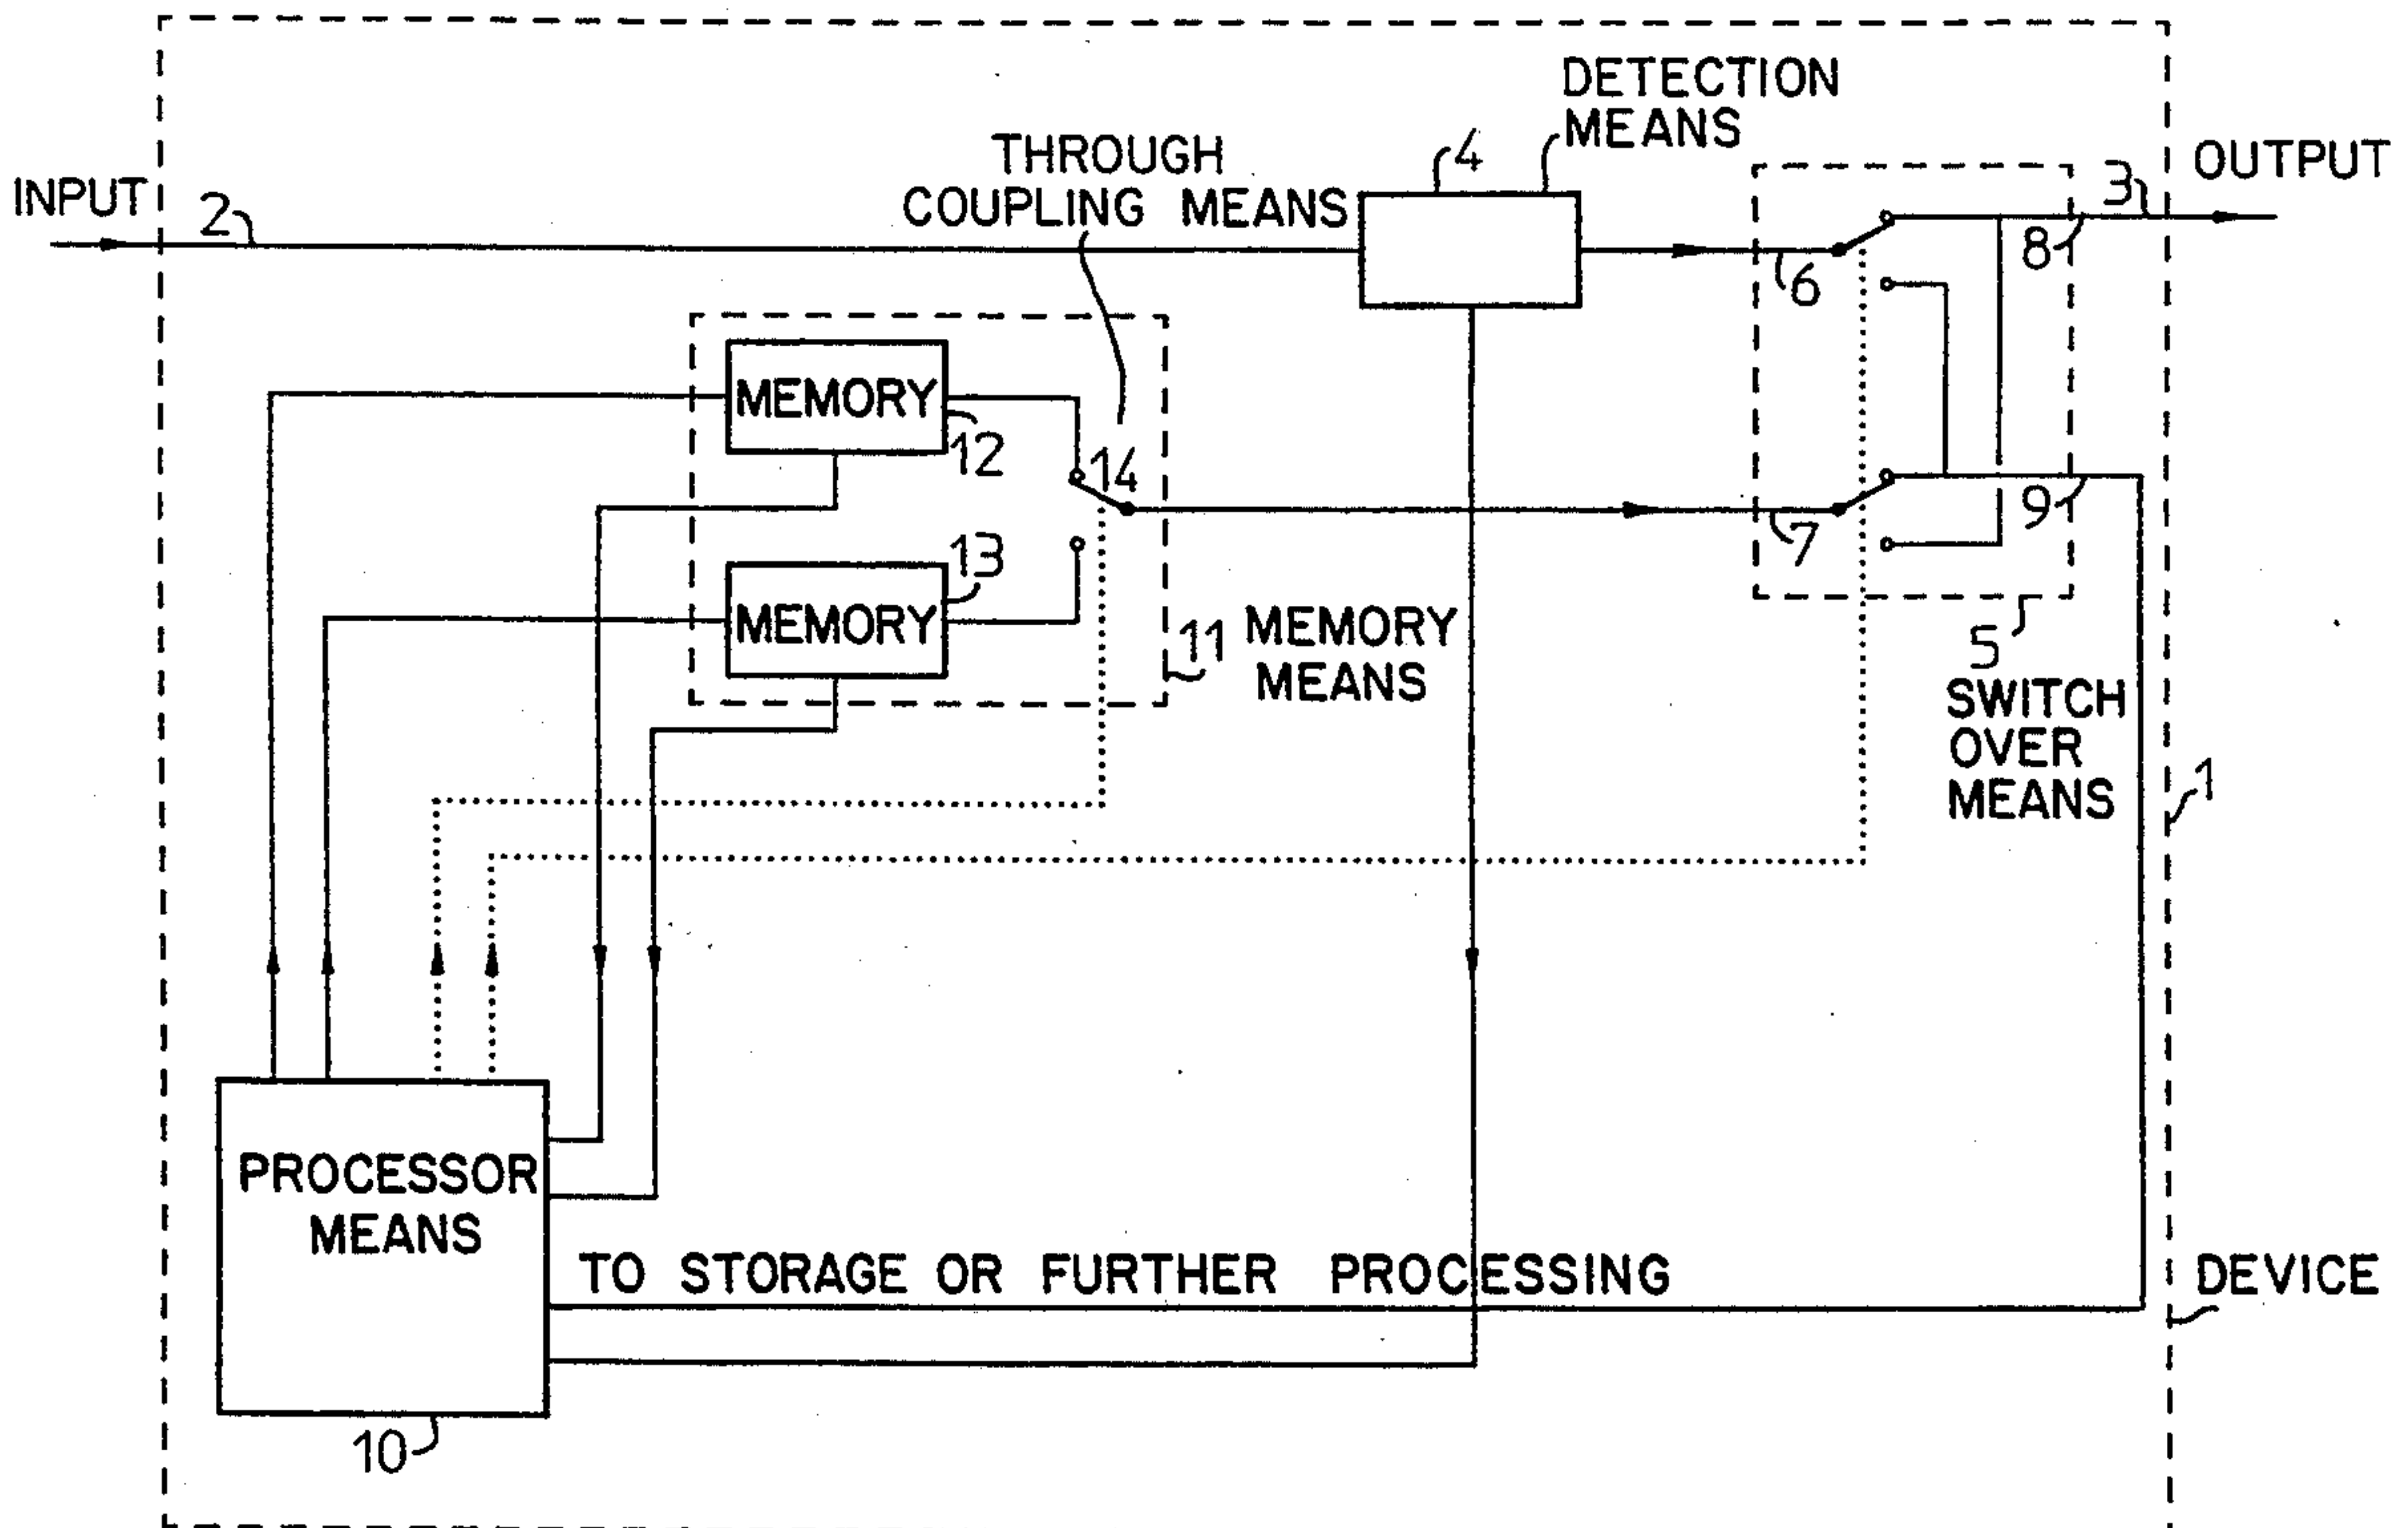 DETECTION
MEANS
THROUGH
COUPLING MEANS
4
OUTPUT
3
INPUT
2
8
6
MEMORY
12
14
9
7
13
MEMORY
11
MEMORY
MEANS
5
SWITCH
OVER
MEANS
1
PROCESSOR
MEANS
TO STORAGE OR FURTHER PROCESSING
DEVICE
10